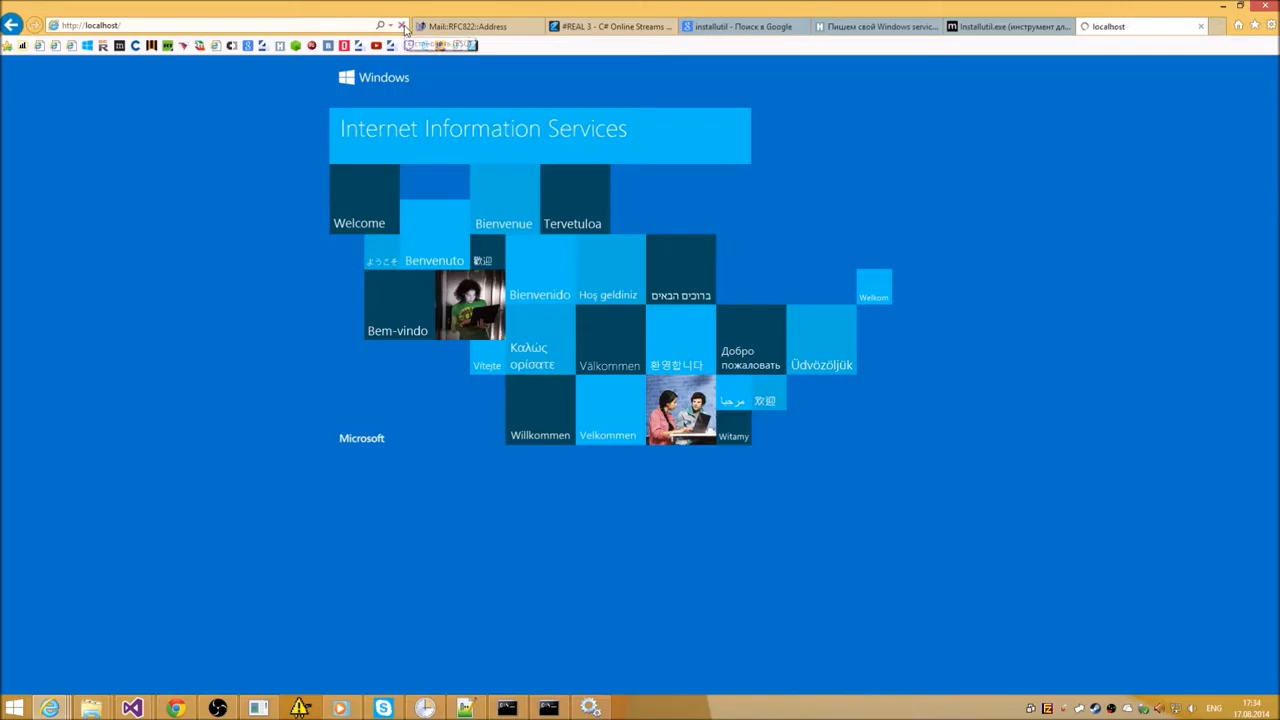 http://localhost/
Mail::RFC822::Address
#REAL 3 - C# Online Streams ...
installutil - Поиск в Google
Пишем свой Windows servic...
Installutil.exe (инструмент дл...
localhost
Windows
Internet Information Services
Welcome
Bienvenue
Tervetuloa
ようこそ
Benvenuto
歡迎
Bienvenido
Hoş geldiniz
ברוכים הבאים
Welkom
Bem-vindo
Vítejte
Καλώς
ορίσατε
Välkommen
환영합니다
Добро
пожаловать
Üdvözöljük
مرحبا
欢迎
Microsoft
Willkommen
Velkommen
Witamy
ENG
17:34
17.08.2014